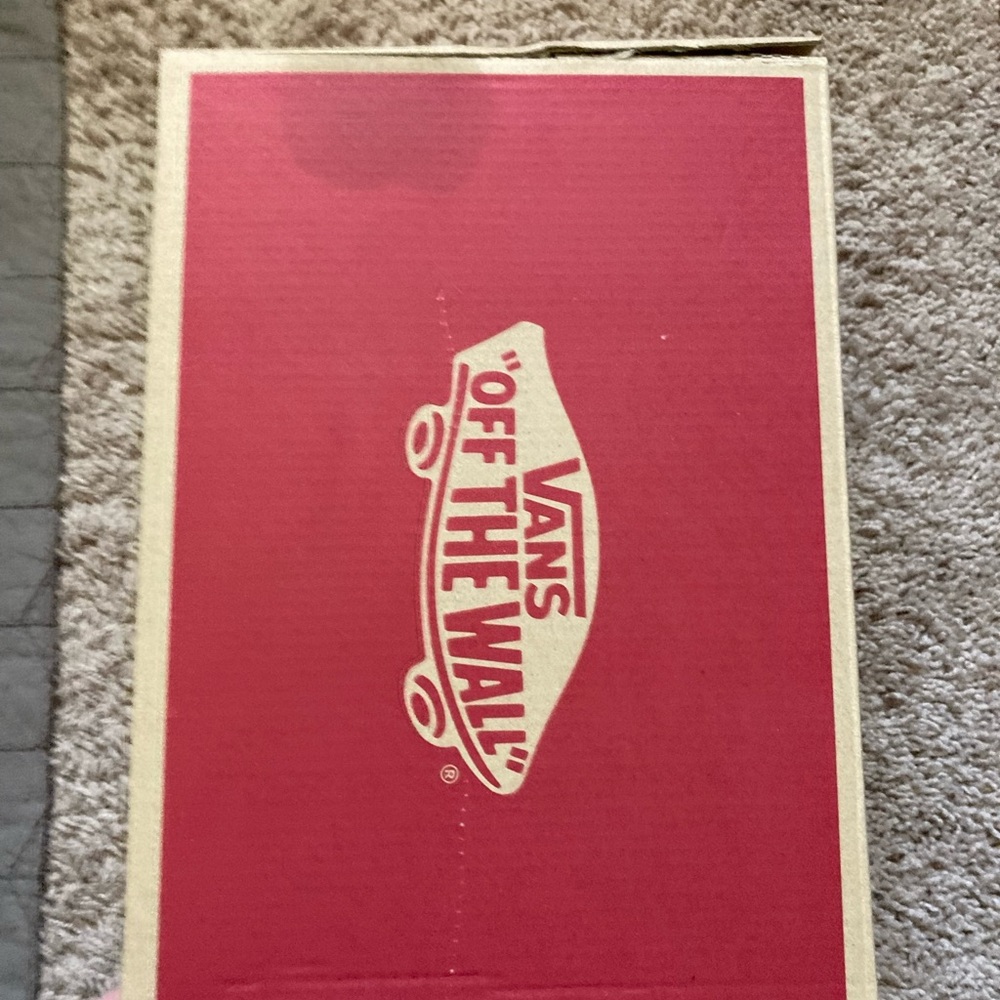 VANS
"OFF THE WALL"
®